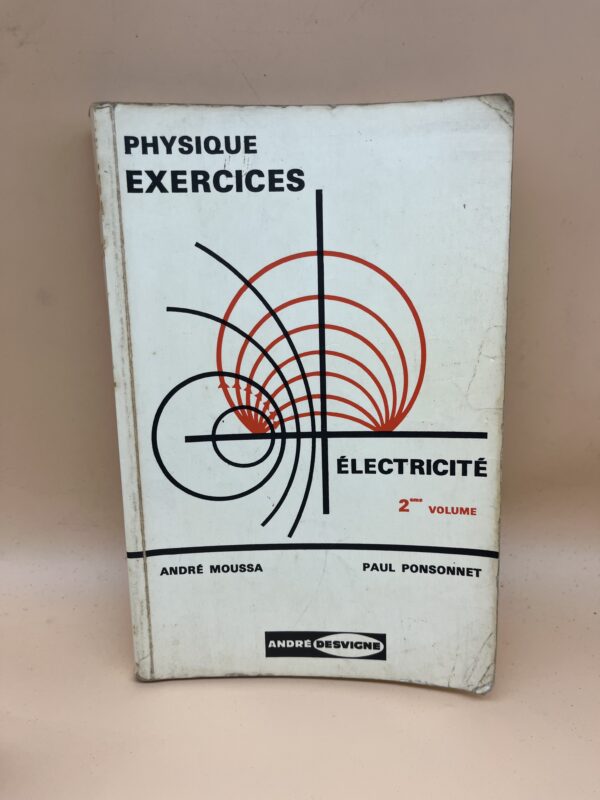 PHYSIQUE
EXERCICES
ÉLECTRICITÉ
2ème VOLUME
ANDRÉ MOUSSA PAUL PONSONNET
ANDRÉ DESVIGNE